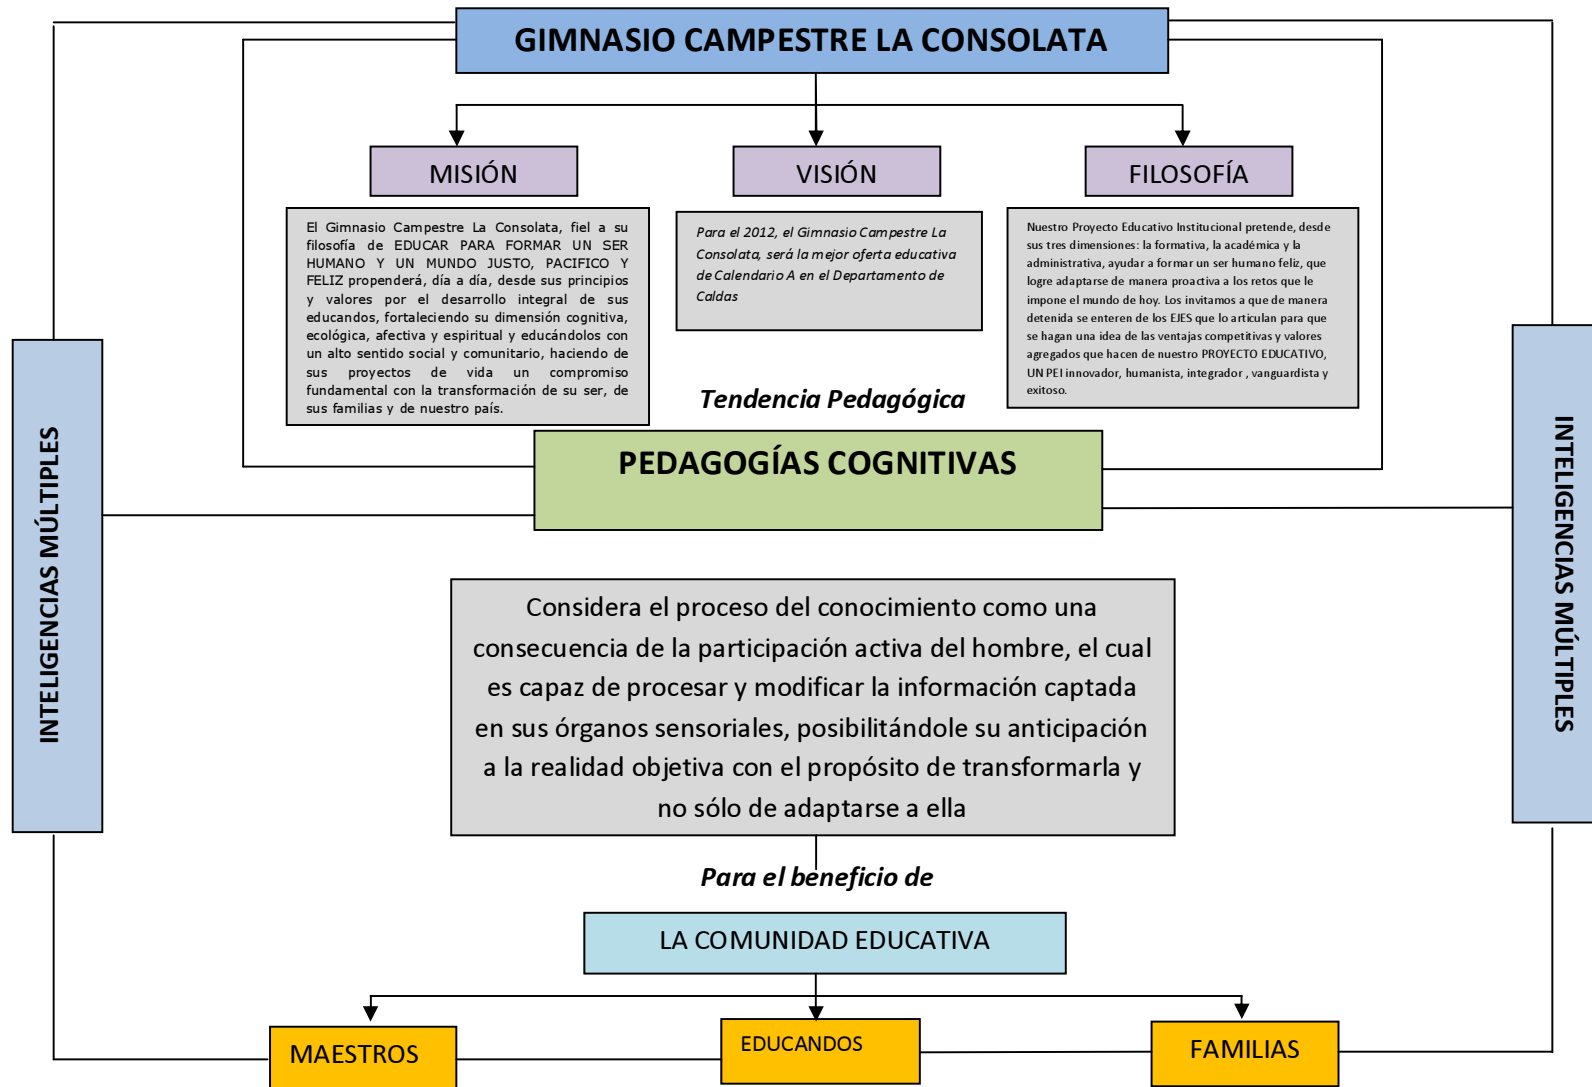 GIMNASIO CAMPESTRE LA CONSOLATA
MISIÓN
El Gimnasio Campestre La Consolata, fiel a su
filosofía de EDUCAR PARA FORMAR UN SER
HUMANO Y UN MUNDO JUSTO, PACIFICO Y
FELIZ propenderá, día a día, desde sus principios
y valores por el desarrollo integral de sus
educandos, fortaleciendo su dimensión cognitiva,
ecológica, afectiva y espiritual y educándolos con
un alto sentido social y comunitario, haciendo de
sus proyectos de vida un compromiso
fundamental con la transformación de su ser, de
sus familias y de nuestro país.
VISIÓN
Para el 2012, el Gimnasio Campestre La
Consolata, será la mejor oferta educativa
de Calendario A en el Departamento de
Caldas
FILOSOFÍA
Nuestro Proyecto Educativo Institucional pretende, desde
sus tres dimensiones: la formativa, la académica y la
administrativa, ayudar a formar un ser humano feliz, que
logre adaptarse de manera proactiva a los retos que le
impone el mundo de hoy. Los invitamos a que de manera
detenida se enteren de los EJES que lo articulan para que
se hagan una idea de las ventajas competitivas y valores
agregados que hacen de nuestro PROYECTO EDUCATIVO,
UN PEI innovador, humanista, integrador , vanguardista y
exitoso.
Tendencia Pedagógica
PEDAGOGÍAS COGNITIVAS
INTELIGENCIAS MÚLTIPLES
INTELIGENCIAS MÚLTIPLES
Considera el proceso del conocimiento como una
consecuencia de la participación activa del hombre, el cual
es capaz de procesar y modificar la información captada
en sus órganos sensoriales, posibilitándole su anticipación
a la realidad objetiva con el propósito de transformarla y
no sólo de adaptarse a ella
Para el beneficio de
LA COMUNIDAD EDUCATIVA
MAESTROS
EDUCANDOS
FAMILIAS